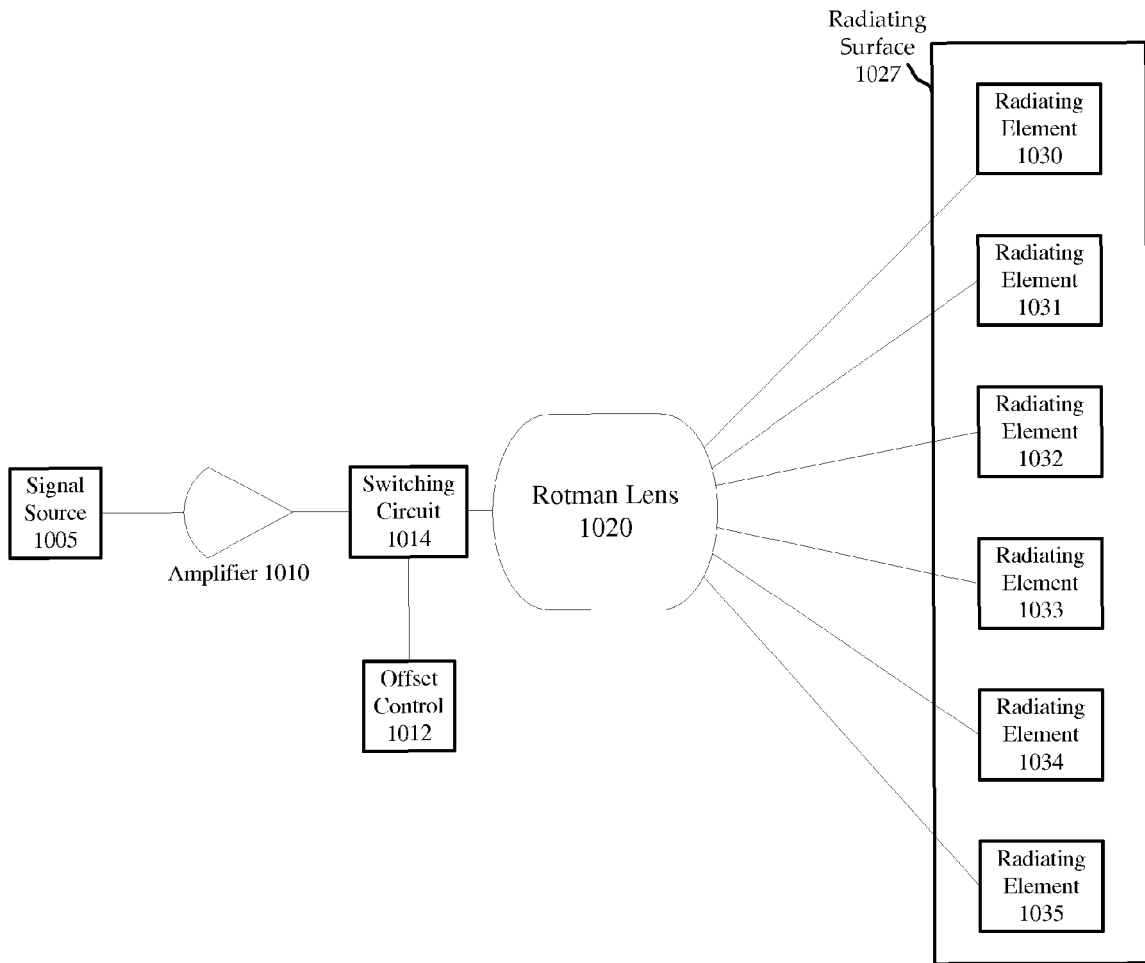 Radiating
Surface
1027
Radiating
Element
1030
Radiating
Element
1031
Radiating
Element
1032
Signal
Source
1005
Amplifier 1010
Switching
Circuit
1014
Rotman Lens
1020
Offset
Control
1012
Radiating
Element
1033
Radiating
Element
1034
Radiating
Element
1035